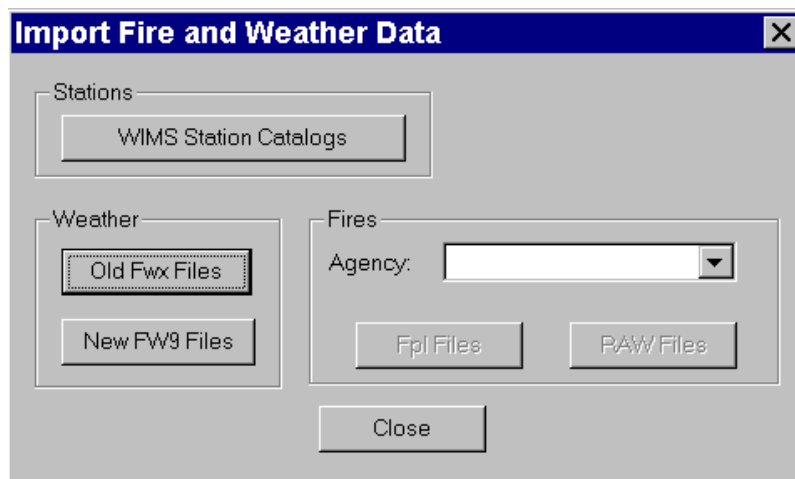 Import Fire and Weather Data
Stations
WIMS Station Catalogs
Weather
Old Fwx Files
New FW9 Files
Fires
Agency:
Fpl Files
RAW Files
Close